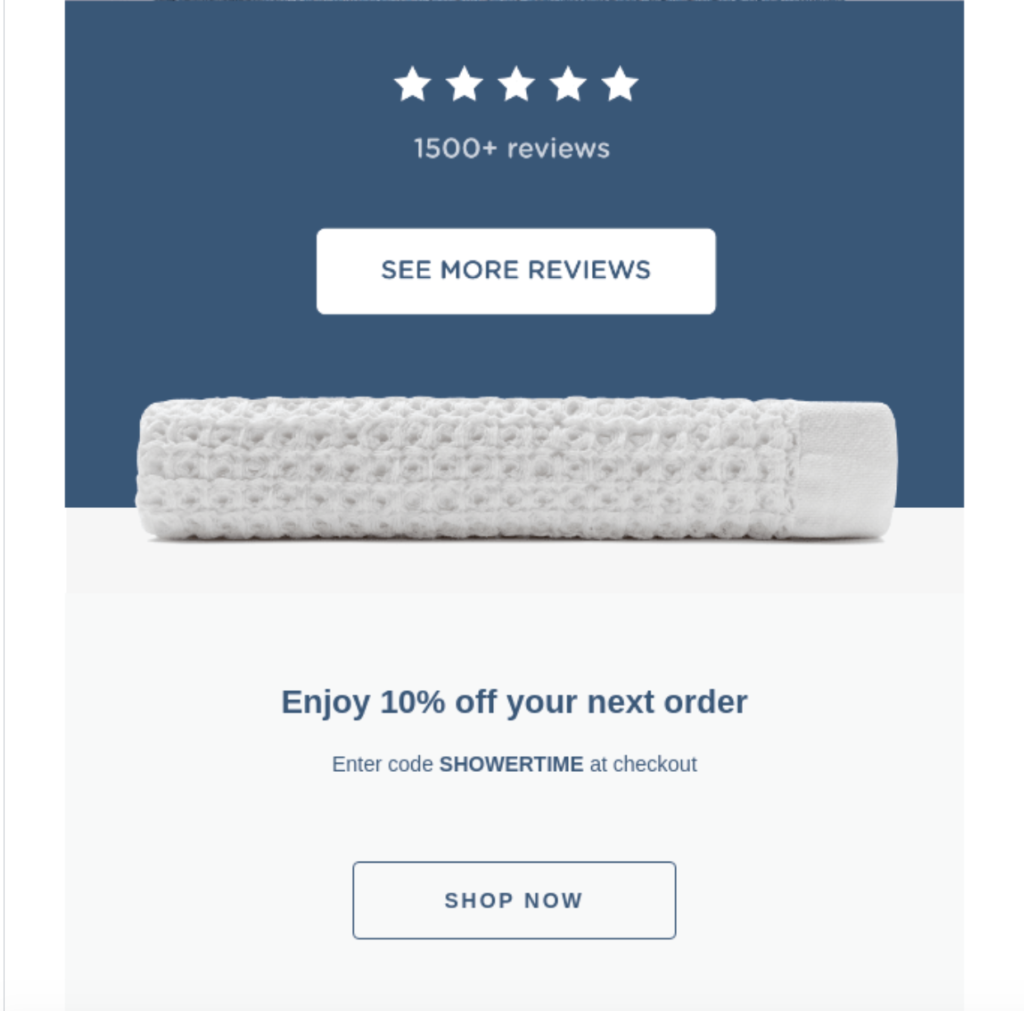 1500+ reviews
SEE MORE REVIEWS
Enjoy 10% off your next order
Enter code SHOWERTIME at checkout
SHOP NOW